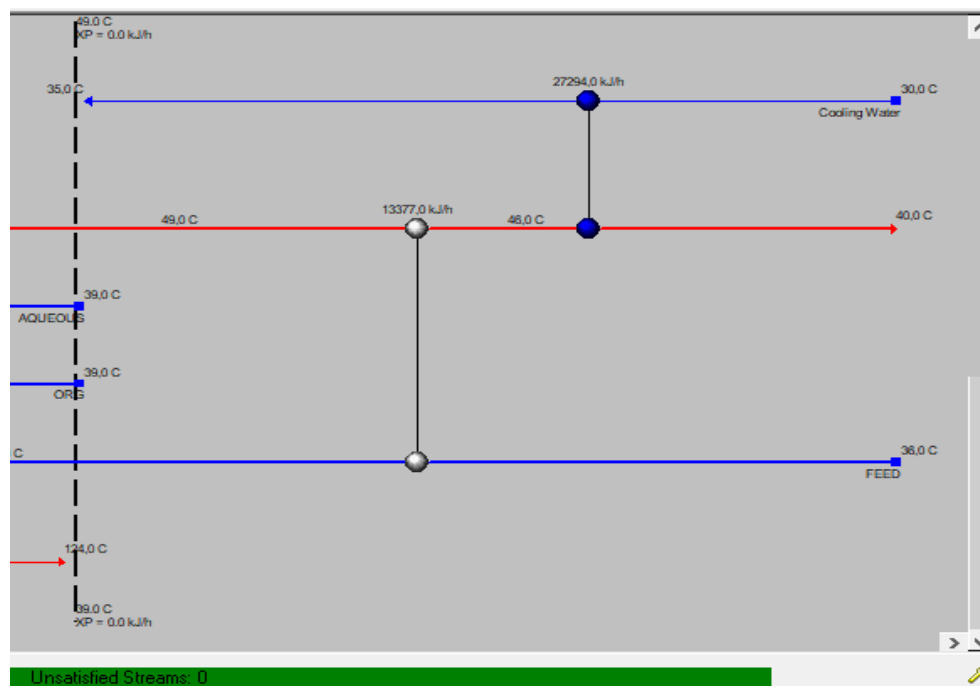 49.0 C
XP = 0.0 kJ/h
27294,0 kJ/h
35,0 C
30,0 C
Cooling Water
13377,0 kJ/h
49,0 C
46,0 C
40,0 C
39,0 C
AQUEOUS
39,0 C
ORG
C
36,0 C
FEED
124,0 C
39.0 C
XP = 0.0 kJ/h
Unsatisfied Streams: 0